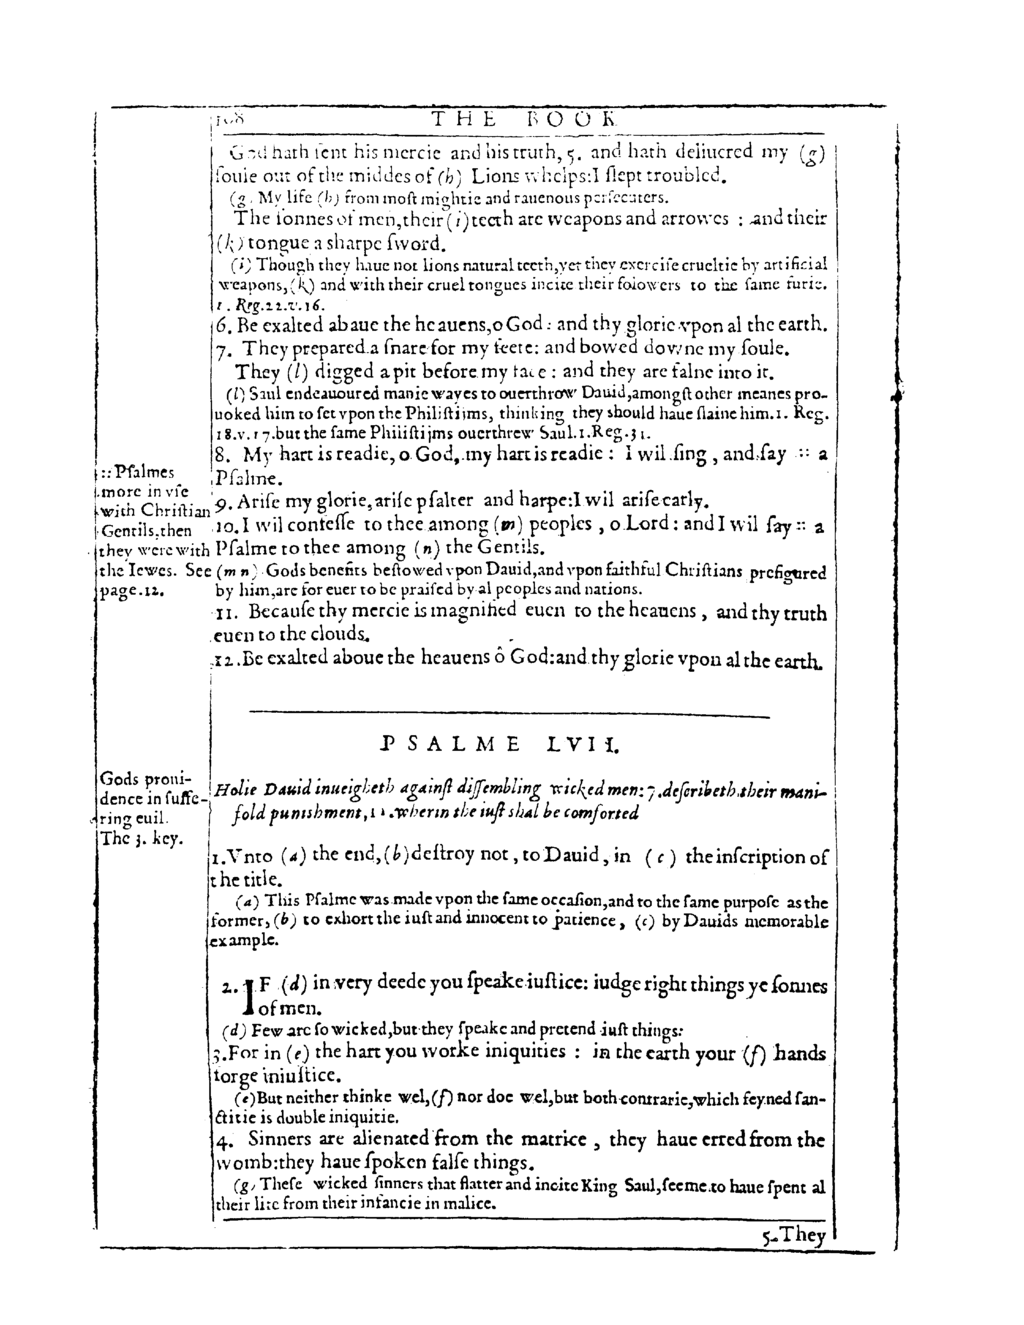 108 THE BOOK
God hath ſent his mercie and his truth, 5. and hath deliuered my (g)
ſoule out of the middes of (h) Lions whelps:I ſlept troubled.
(g. My life (h) from moſt mightie and rauenous perſecuters.
The ſonnes of men,their (i) teeth are weapons and arrowes : and their
(k) tongue a sharpe ſword.
(i) Though they haue not lions natural teeth,yet they exerciſe crueltie by artificial
weapons,(k) and with their cruel tongues incite their folowers to the ſame furie.
1. Reg.22.v.16.
6. Be exalted abaue the heauens,o God: and thy glorie vpon al the earth.
7. They prepared a ſnare for my feete: and bowed downe my ſoule.
They (l) digged a pit before my face : and they are falne into it.
(l) Saul endeauoured manie wayes to ouerthrow Dauid,amongſt other meanes pro-
uoked him to ſet vpon the Philiſtijms, thinking they should haue ſlaine him.1. Reg.
18.v.17.but the ſame Philiſtijms ouerthrew Saul.1.Reg.31.
8. My hart is readie, o God, my hart is readie : I wil ſing , and ſay :: a
Pſalme.
:: Pſalmes
more in vſe
with Chriſtian
Gentils,then
they were with
the Iewes. See
page.12.
9. Ariſe my glorie, ariſe pſalter and harpe:I wil ariſe early.
10. I wil confeſſe to thee among (m) peoples , o Lord : and I wil ſay :: a
Pſalme to thee among (n) the Gentils.
(m n) Gods benefits beſtowed vpon Dauid,and vpon faithful Chriſtians prefigured
by him,are for euer to be praiſed by al peoples and nations.
11. Becauſe thy mercie is magnified euen to the heauens , and thy truth
euen to the clouds.
12. Be exalted aboue the heauens ô God:and thy glorie vpon al the earth.
PSALME LVII.
Gods proui-
dence in ſuffe-
ring euil.
The 3. key.
Holie Dauid inueigheth againſt diſſembling wicked men: 7. deſcribeth their mani-
fold punishment, 11. wherin the iuſt shal be comforted
1. Vnto (a) the end,(b) deſtroy not , to Dauid, in (c) the inſcription of
the title.
(a) This Pſalme was made vpon the ſame occaſion,and to the ſame purpoſe as the
former, (b) to exhort the iuſt and innocent to patience , (c) by Dauids memorable
example.
2. IF (d) in very deede you ſpeake iuſtice: iudge right things ye ſonnes
of men.
(d) Few are ſo wicked,but they ſpeake and pretend iuſt things:
3. For in (e) the hart you worke iniquities : in the earth your (f) hands
forge iniuſtice.
(e) But neither thinke wel,(f) nor doe wel,but both contrarie,which feyned ſan-
ctitie is double iniquitie.
4. Sinners are alienated from the matrice , they haue erred from the
womb:they haue ſpoken falſe things.
(g) Theſe wicked ſinners that flatter and incite King Saul,ſeeme to haue ſpent al
their life from their infancie in malice.
5. They